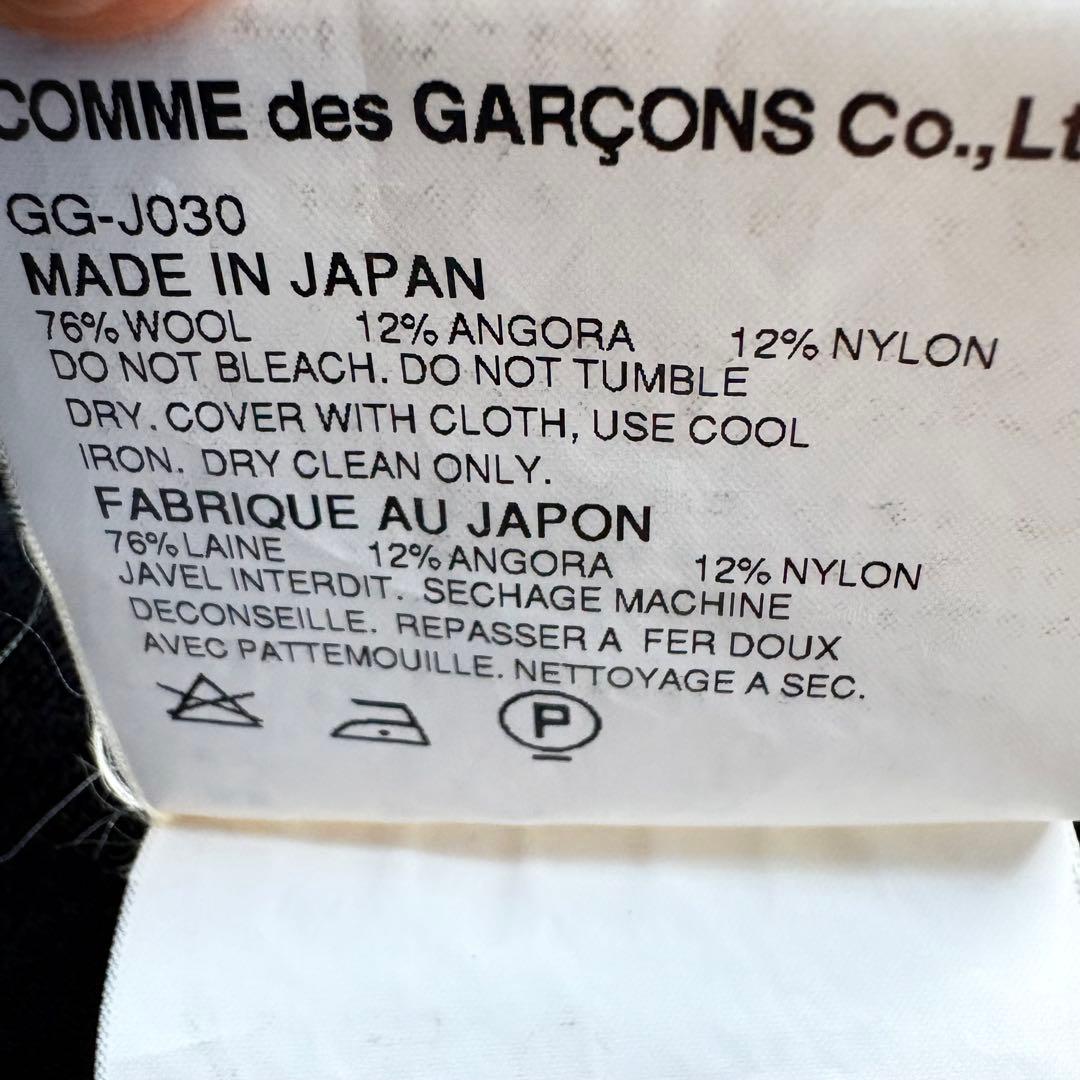 COMME des GARÇONS Co.,Lt
GG-J030
MADE IN JAPAN
76% WOOL 12% ANGORA 12% NYLON
DO NOT BLEACH. DO NOT TUMBLE
DRY. COVER WITH CLOTH, USE COOL
IRON. DRY CLEAN ONLY.
FABRIQUE AU JAPON
76% LAINE 12% ANGORA 12% NYLON
JAVEL INTERDIT. SECHAGE MACHINE
DECONSEILLE. REPASSER A FER DOUX
AVEC PATTEMOUILLE. NETTOYAGE A SEC.
P